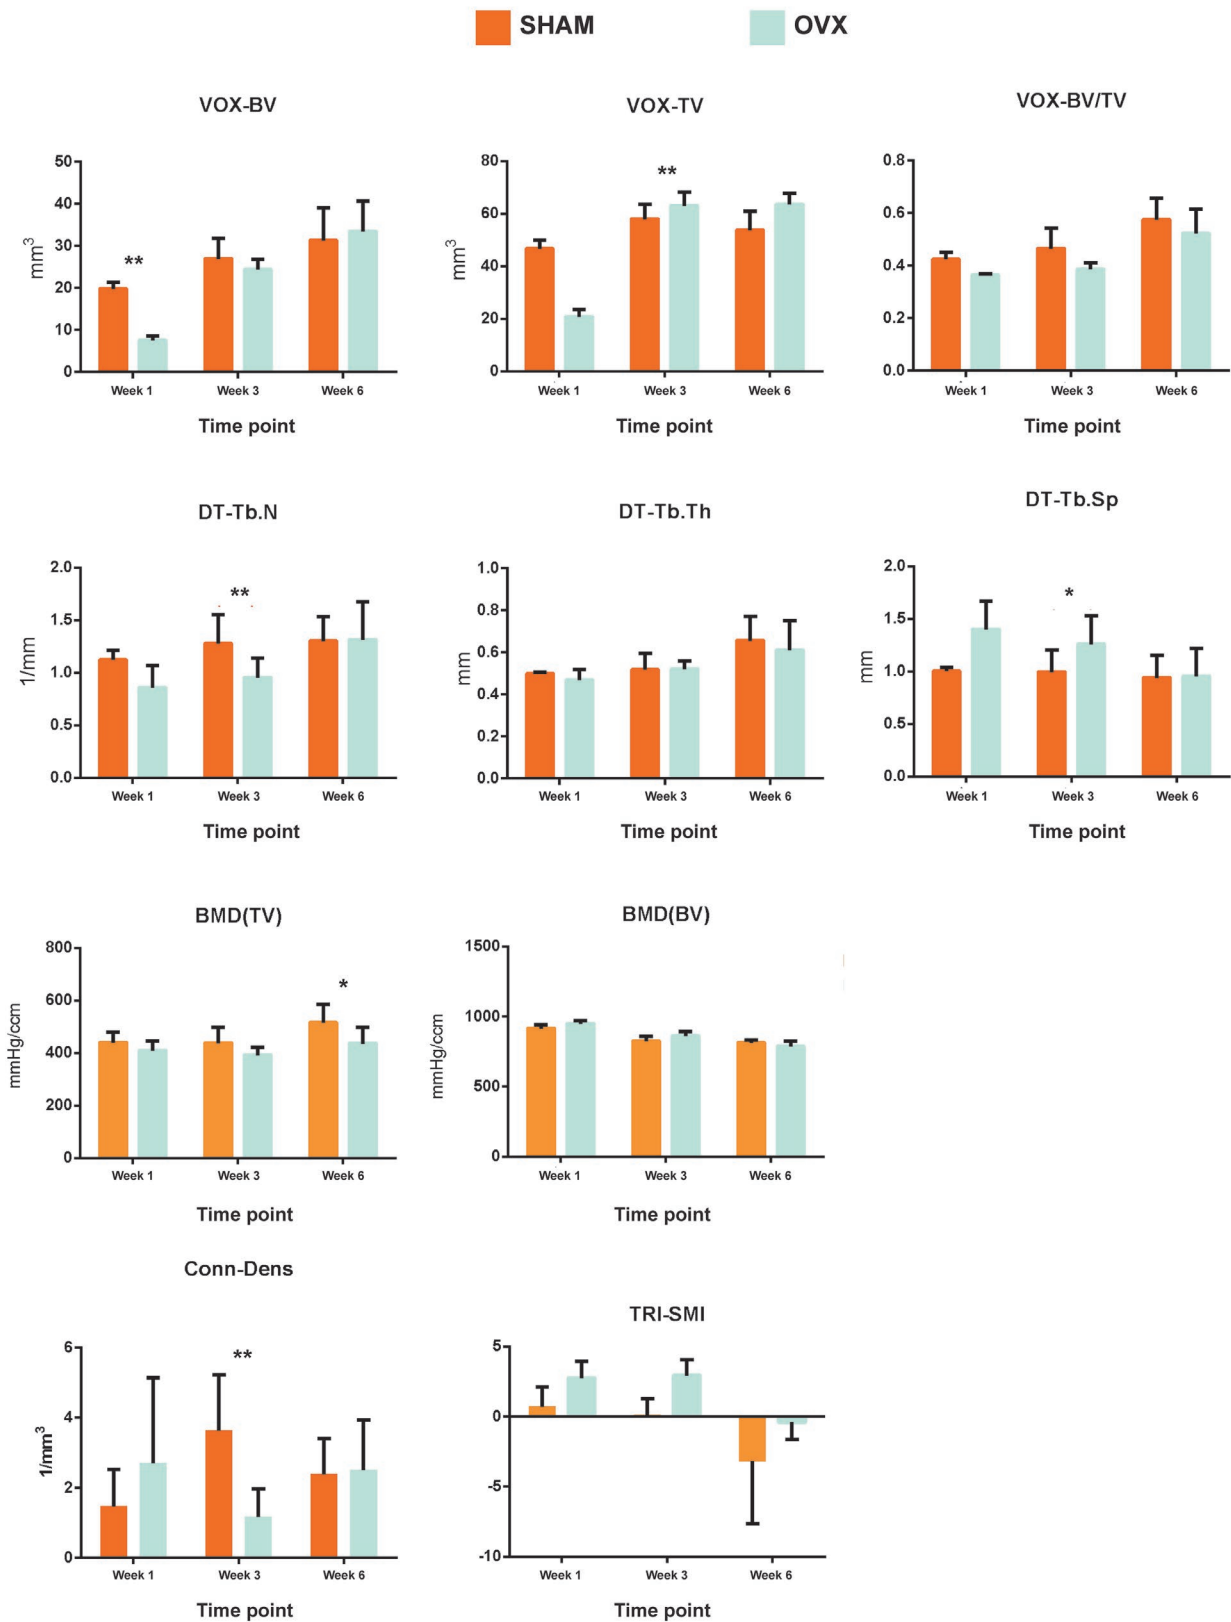 SHAM OVX
VOX-BV
50
40
30
20
10
0
mm³
**
Week 1 Week 3 Week 6
Time point
VOX-TV
80
60
40
20
0
mm³
**
Week 1 Week 3 Week 6
Time point
VOX-BV/TV
0.8
0.6
0.4
0.2
0.0
Week 1 Week 3 Week 6
Time point
DT-Tb.N
2.0
1.5
1.0
0.5
0.0
1/mm
**
Week 1 Week 3 Week 6
Time point
DT-Tb.Th
1.0
0.8
0.6
0.4
0.2
0.0
mm
Week 1 Week 3 Week 6
Time point
DT-Tb.Sp
2.0
1.5
1.0
0.5
0.0
mm
*
Week 1 Week 3 Week 6
Time point
BMD(TV)
800
600
400
200
0
mmHg/ccm
*
Week 1 Week 3 Week 6
Time point
BMD(BV)
1500
1000
500
0
mmHg/ccm
Week 1 Week 3 Week 6
Time point
Conn-Dens
6
4
2
0
1/mm³
**
Week 1 Week 3 Week 6
Time point
TRI-SMI
5
0
-5
-10
Week 1 Week 3 Week 6
Time point